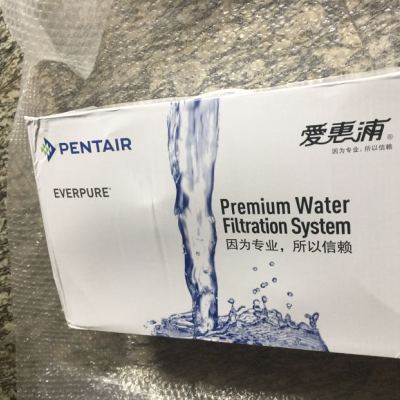 PENTAIR
EVERPURE®
爱惠浦®
因为专业，所以信赖
Premium Water
Filtration System
因为专业，所以信赖